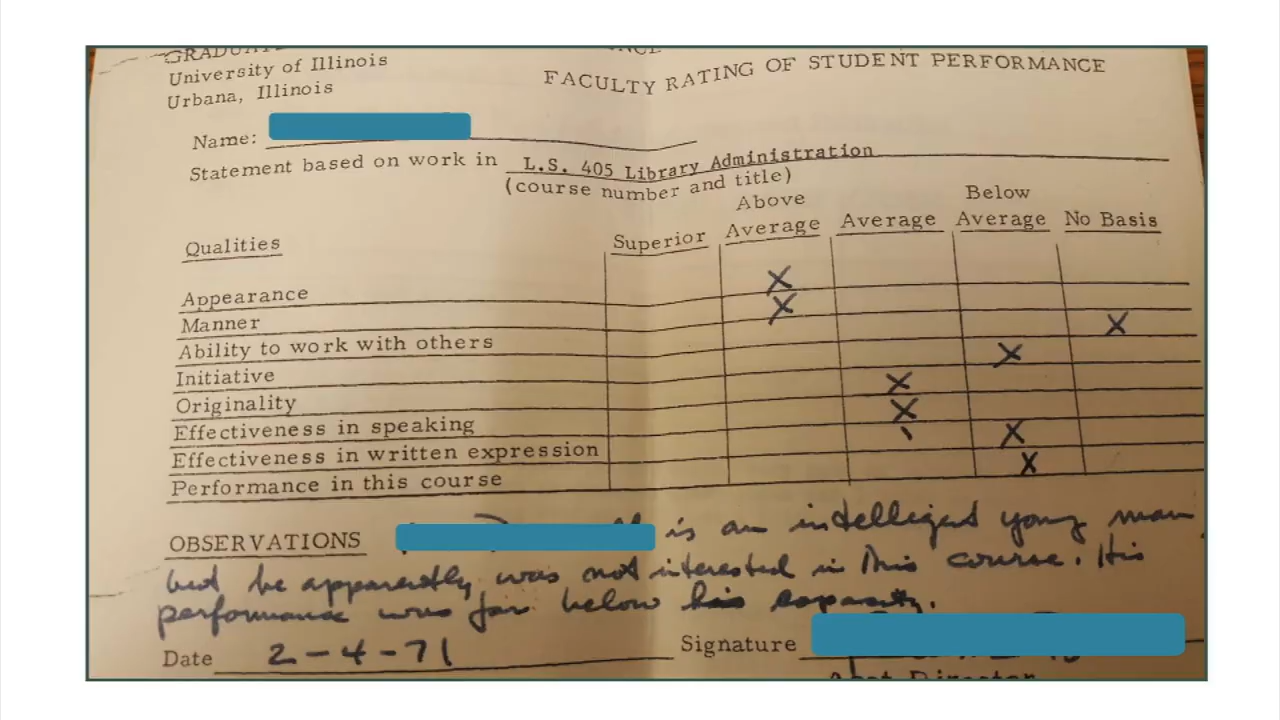 University of Illinois
Urbana, Illinois
FACULTY RATING OF STUDENT PERFORMANCE
Name:
Statement based on work in L.S. 405 Library Administration
(course number and title)
Qualities Superior Above Average Average Below Average No Basis
Appearance X
Manner X
Ability to work with others X
Initiative X
Originality X
Effectiveness in speaking X
Effectiveness in written expression X
Performance in this course X
OBSERVATIONS is an intelligent young man
but he apparently was not interested in this course. His
performance was far below his capacity.
Date 2-4-71 Signature